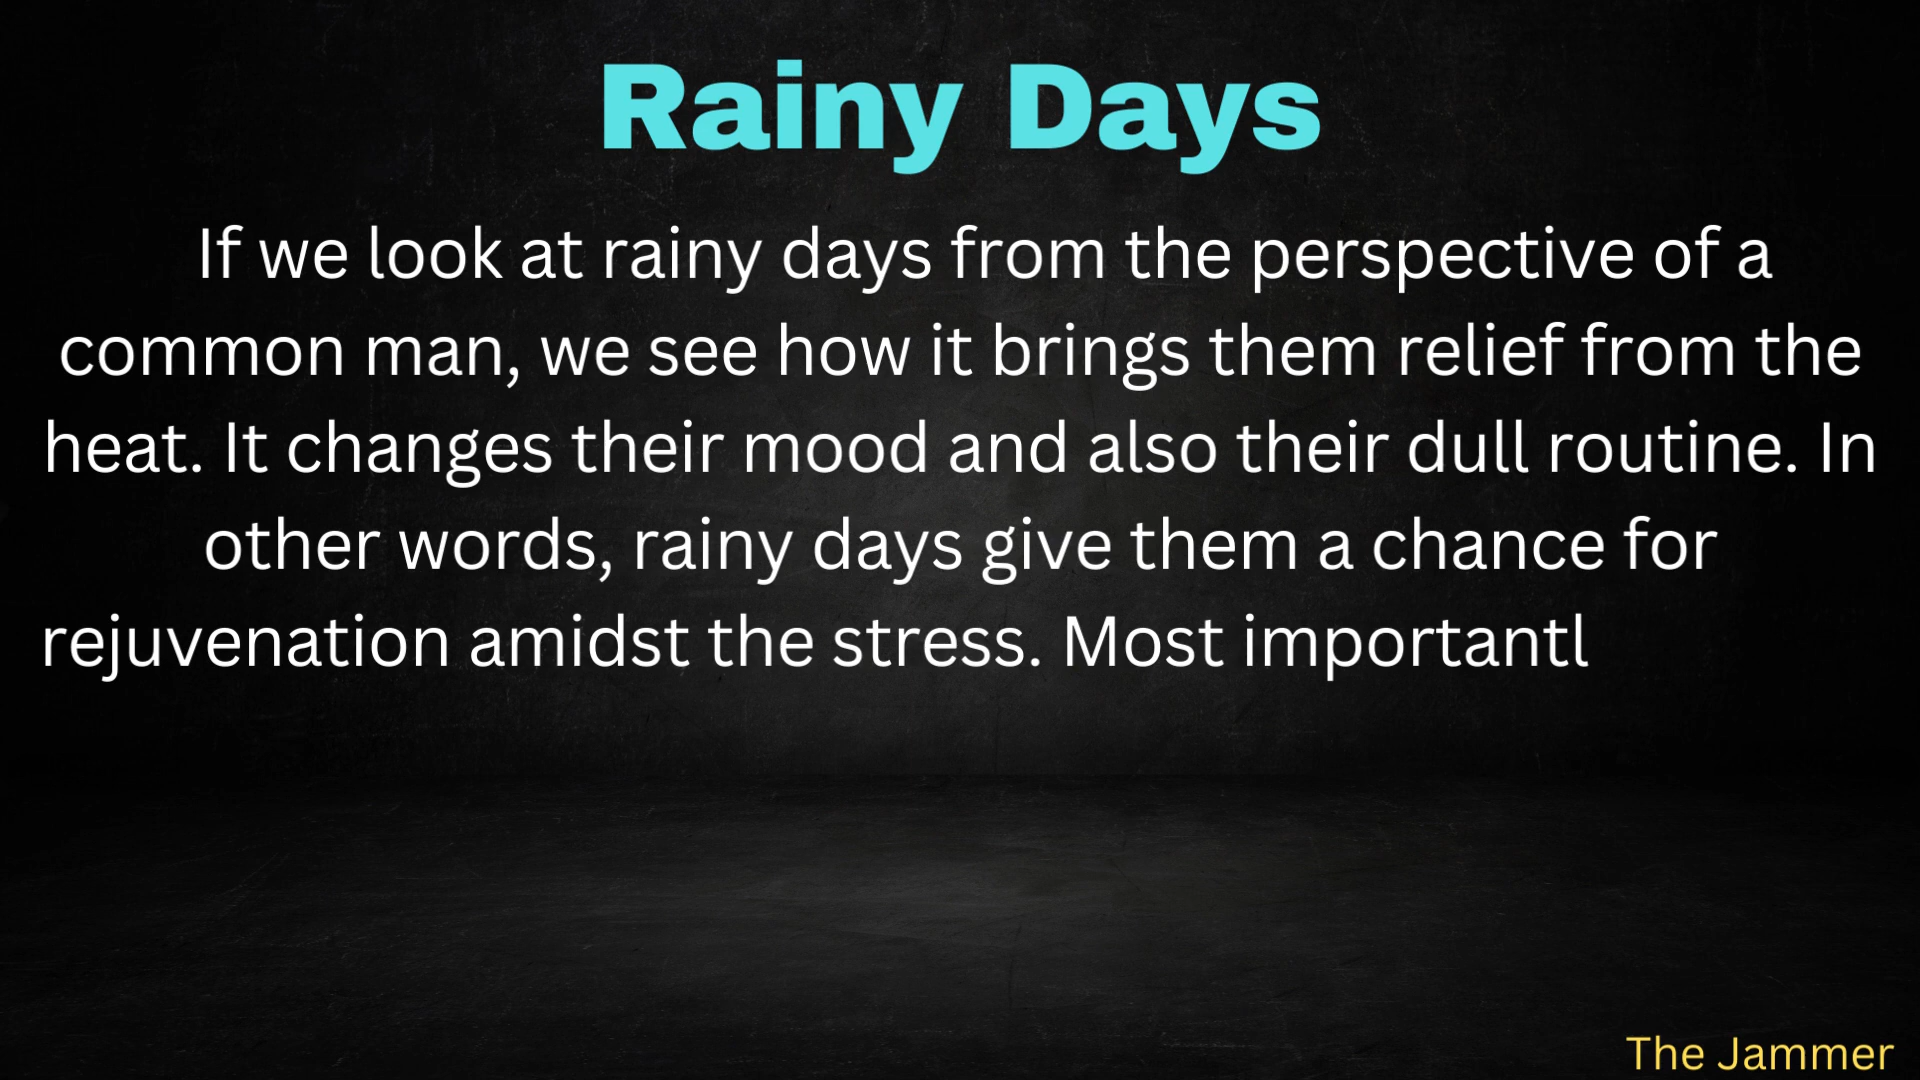 Rainy Days
If we look at rainy days from the perspective of a
common man, we see how it brings them relief from the
heat. It changes their mood and also their dull routine. In
other words, rainy days give them a chance for
rejuvenation amidst the stress. Most importantl
The Jammer